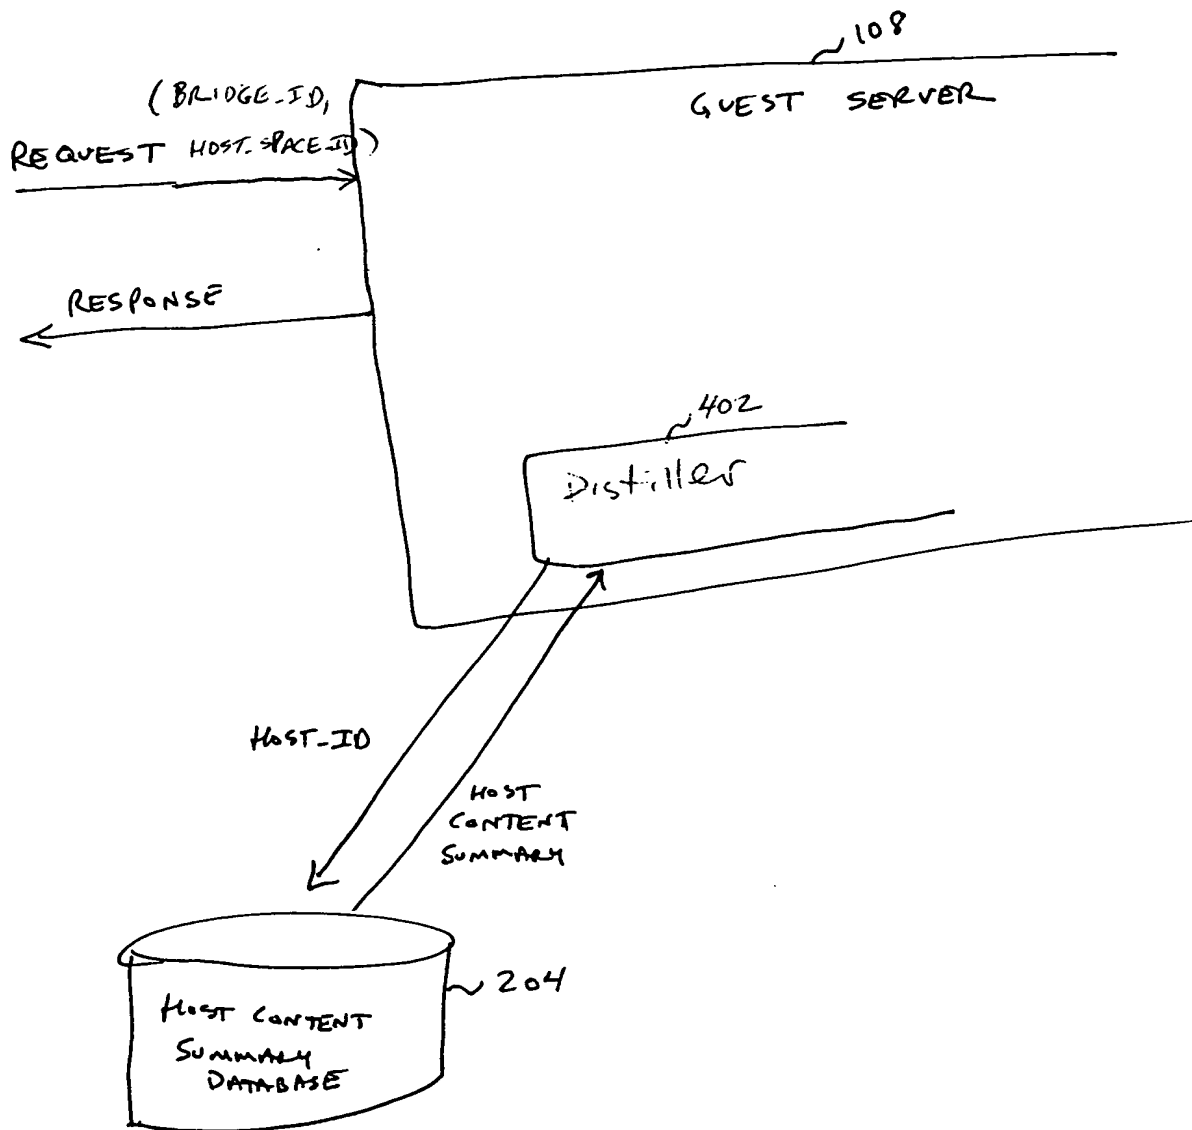 108
GUEST SERVER
(BRIDGE_ID,
REQUEST HOST_SPACE_ID)
RESPONSE
402
Distiller
HOST_ID
HOST
CONTENT
SUMMARY
204
HOST CONTENT
SUMMARY
DATABASE